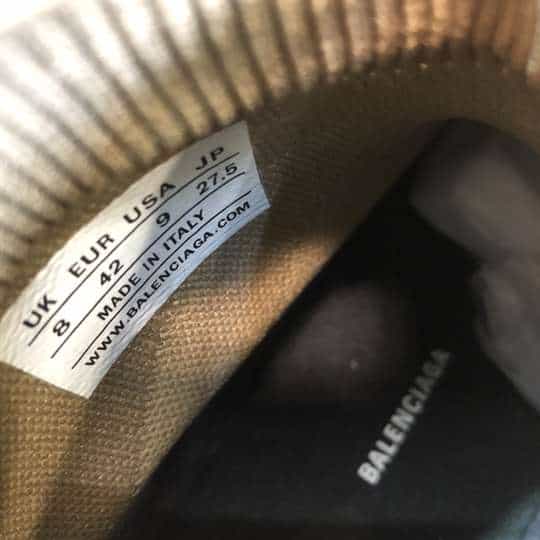 UK EUR USA JP
8 42 9 27.5
MADE IN ITALY
WWW.BALENCIAGA.COM
BALENCIAGA